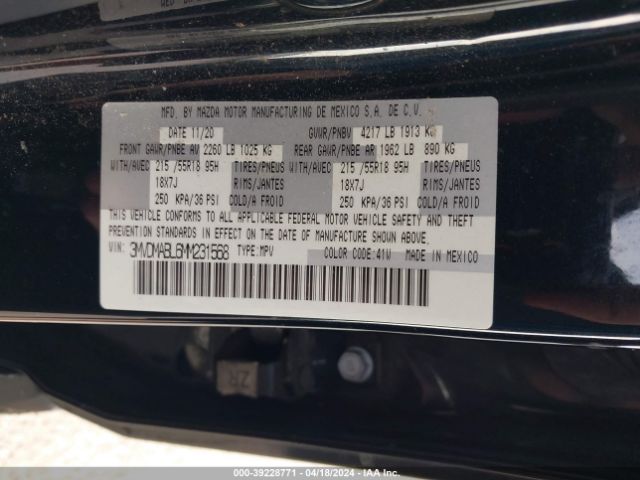 MFD. BY MAZDA MOTOR MANUFACTURING DE MEXICO S.A. DE C.V.
DATE 11/20 GVWR/PNBV 4217 LB 1913 KG
FRONT GAWR/PNBE AV 2260 LB 1025 KG REAR GAWR/PNBE AR 1962 LB 890 KG
WITH/AVEC 215 /55R18 95H TIRES/PNEUS WITH/AVEC 215 /55R18 95H TIRES/PNEUS
18X7J RIMS/JANTES 18X7J RIMS/JANTES
250 KPA/36 PSI COLD/A FROID 250 KPA/36 PSI COLD/A FROID
THIS VEHICLE CONFORMS TO ALL APPLICABLE FEDERAL MOTOR VEHICLE SAFETY AND THEFT
PREVENTION STANDARDS IN EFFECT ON THE DATE OF MANUFACTURE SHOWN ABOVE.
VIN: 3MVDMABL6MM231568 TYPE:MPV COLOR CODE:41W MADE IN MEXICO
ZR
000-39228771 - 04/18/2024 - IAA Inc.